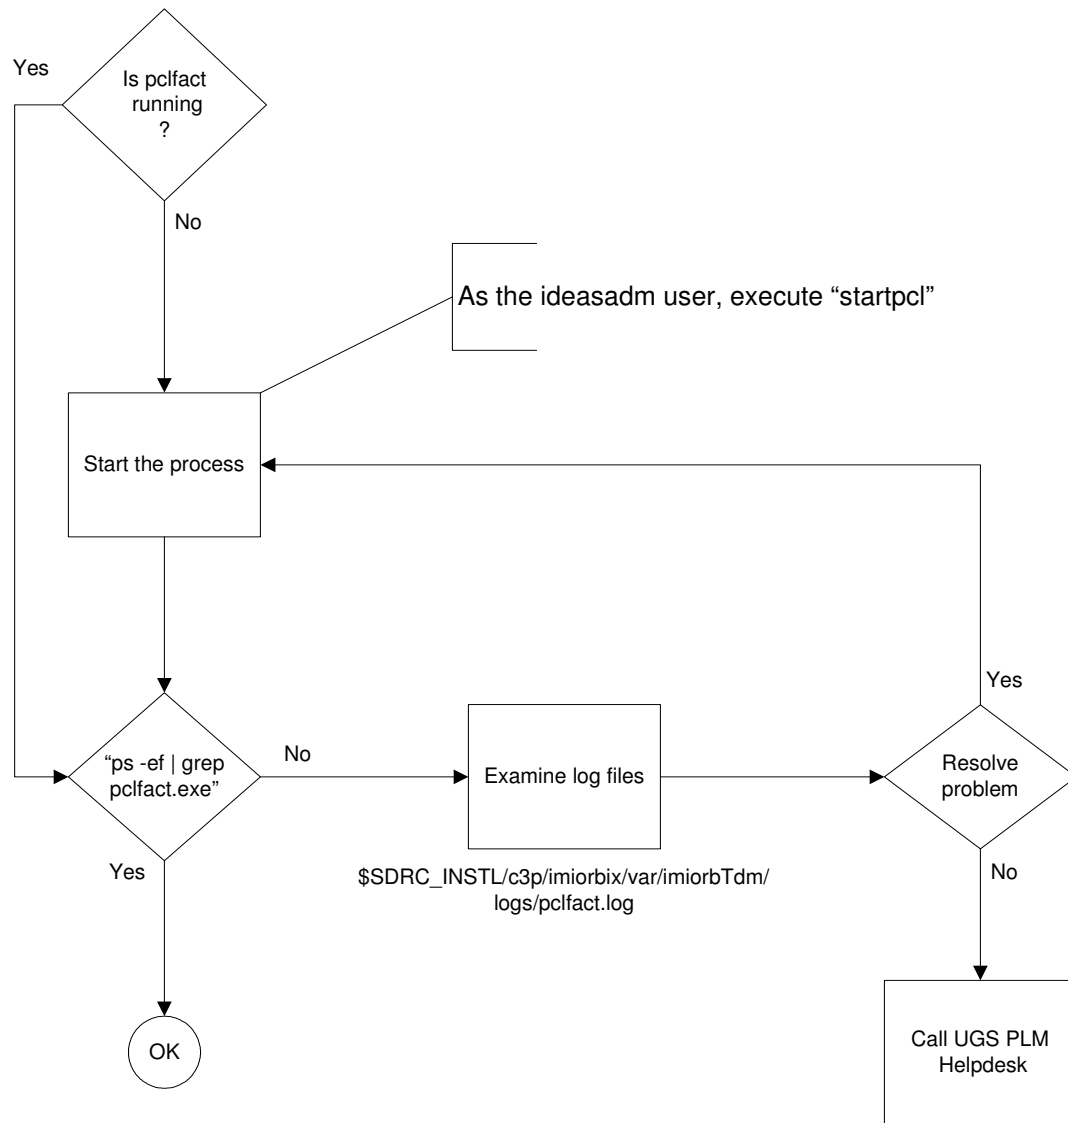 Yes
Is pclfact
running
?
No
As the ideasadm user, execute “startpcl”
Start the process
Yes
“ps -ef | grep
pclfact.exe”
No
Examine log files
Resolve
problem
Yes
$SDRC_INSTL/c3p/imiorbix/var/imiorbTdm/
logs/pclfact.log
No
OK
Call UGS PLM
Helpdesk